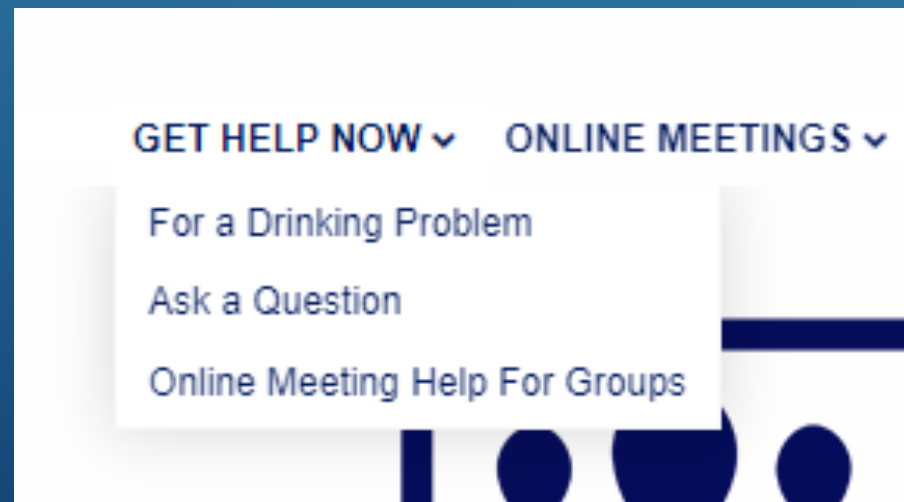 GET HELP NOW ONLINE MEETINGS
For a Drinking Problem
Ask a Question
Online Meeting Help For Groups